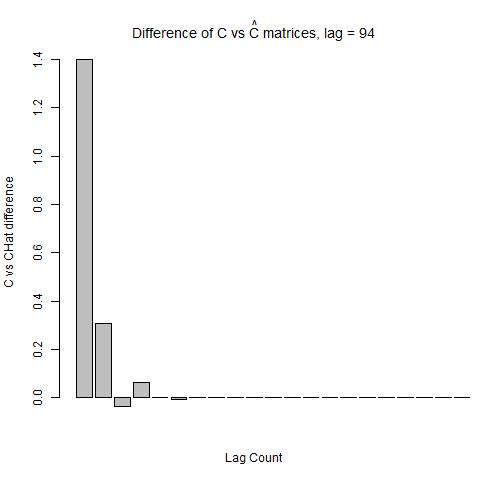 Difference of C vs Ĉ matrices, lag = 94
1.4
1.2
1.0
0.8
0.6
0.4
0.2
0.0
C vs CHat difference
Lag Count